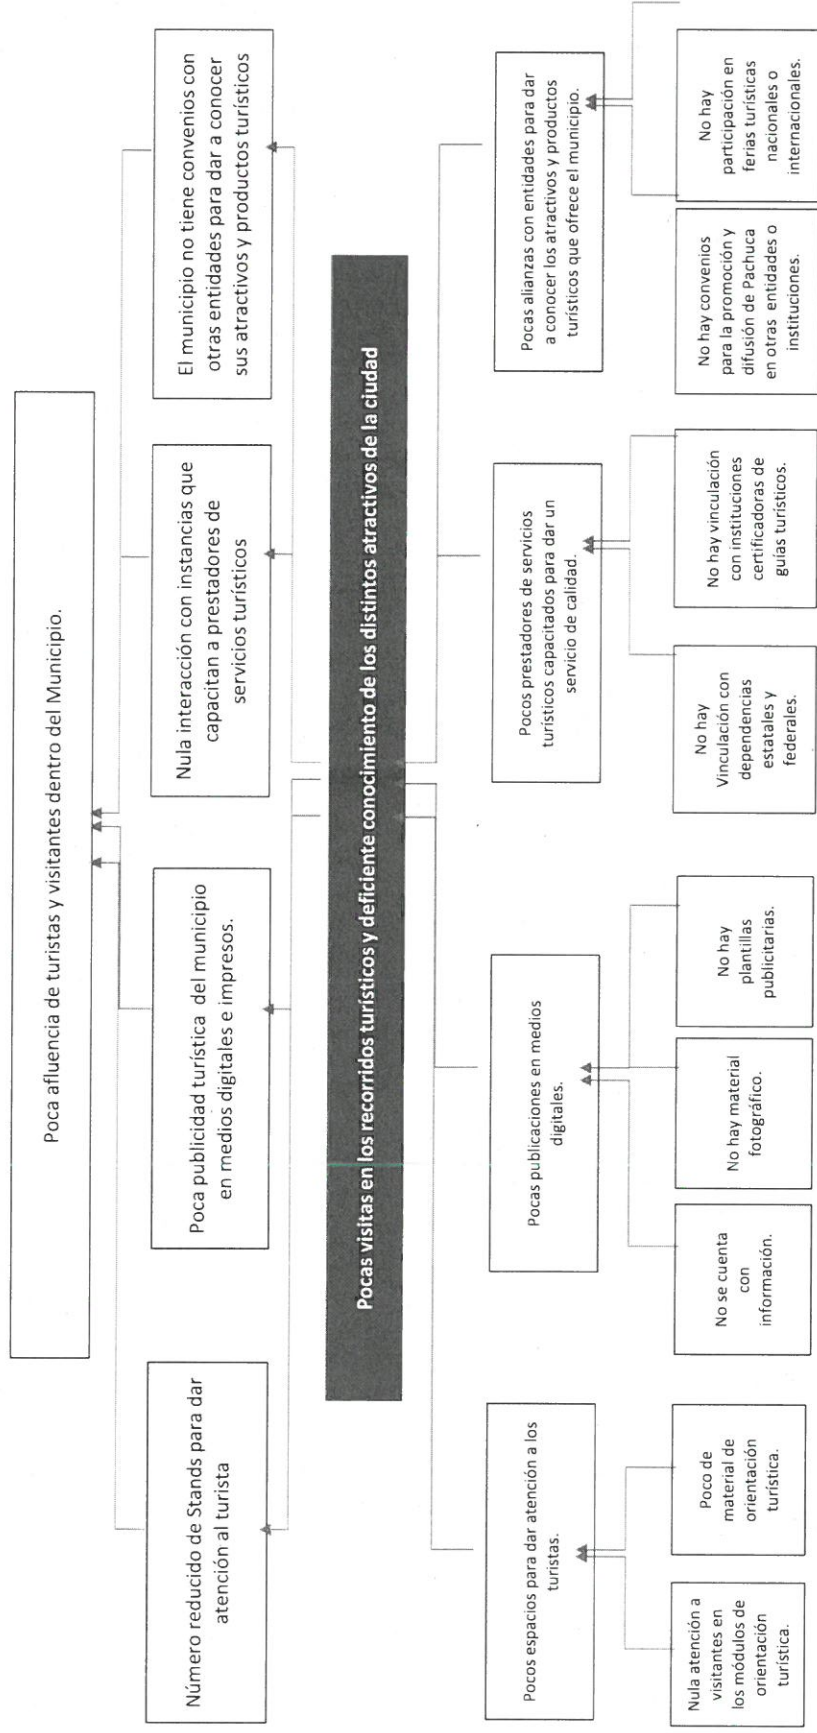 Poca afluencia de turistas y visitantes dentro del Municipio.
Número reducido de Stands para dar
atención al turista
Poca publicidad turística del municipio
en medios digitales e impresos.
Nula interacción con instancias que
capacitan a prestadores de
servicios turísticos
El municipio no tiene convenios con
otras entidades para dar a conocer
sus atractivos y productos turísticos
Pocas visitas en los recorridos turísticos y deficiente conocimiento de los distintos atractivos de la ciudad
Pocos espacios para dar atención a los
turistas.
Pocas publicaciones en medios
digitales.
Pocos prestadores de servicios
turísticos capacitados para dar un
servicio de calidad.
Pocas alianzas con entidades para dar
a conocer los atractivos y productos
turísticos que ofrece el municipio.
Nula atención a
visitantes en
los módulos de
orientación
turística.
Poco de
material de
orientación
turística.
No se cuenta
con
información.
No hay material
fotográfico.
No hay
plantillas
publicitarias.
No hay
Vinculación con
dependencias
estatales y
federales.
No hay vinculación
con instituciones
certificadoras de
guías turísticos.
No hay convenios
para la promoción y
difusión de Pachuca
en otras entidades o
instituciones.
No hay
participación en
ferias turísticas
nacionales o
internacionales.